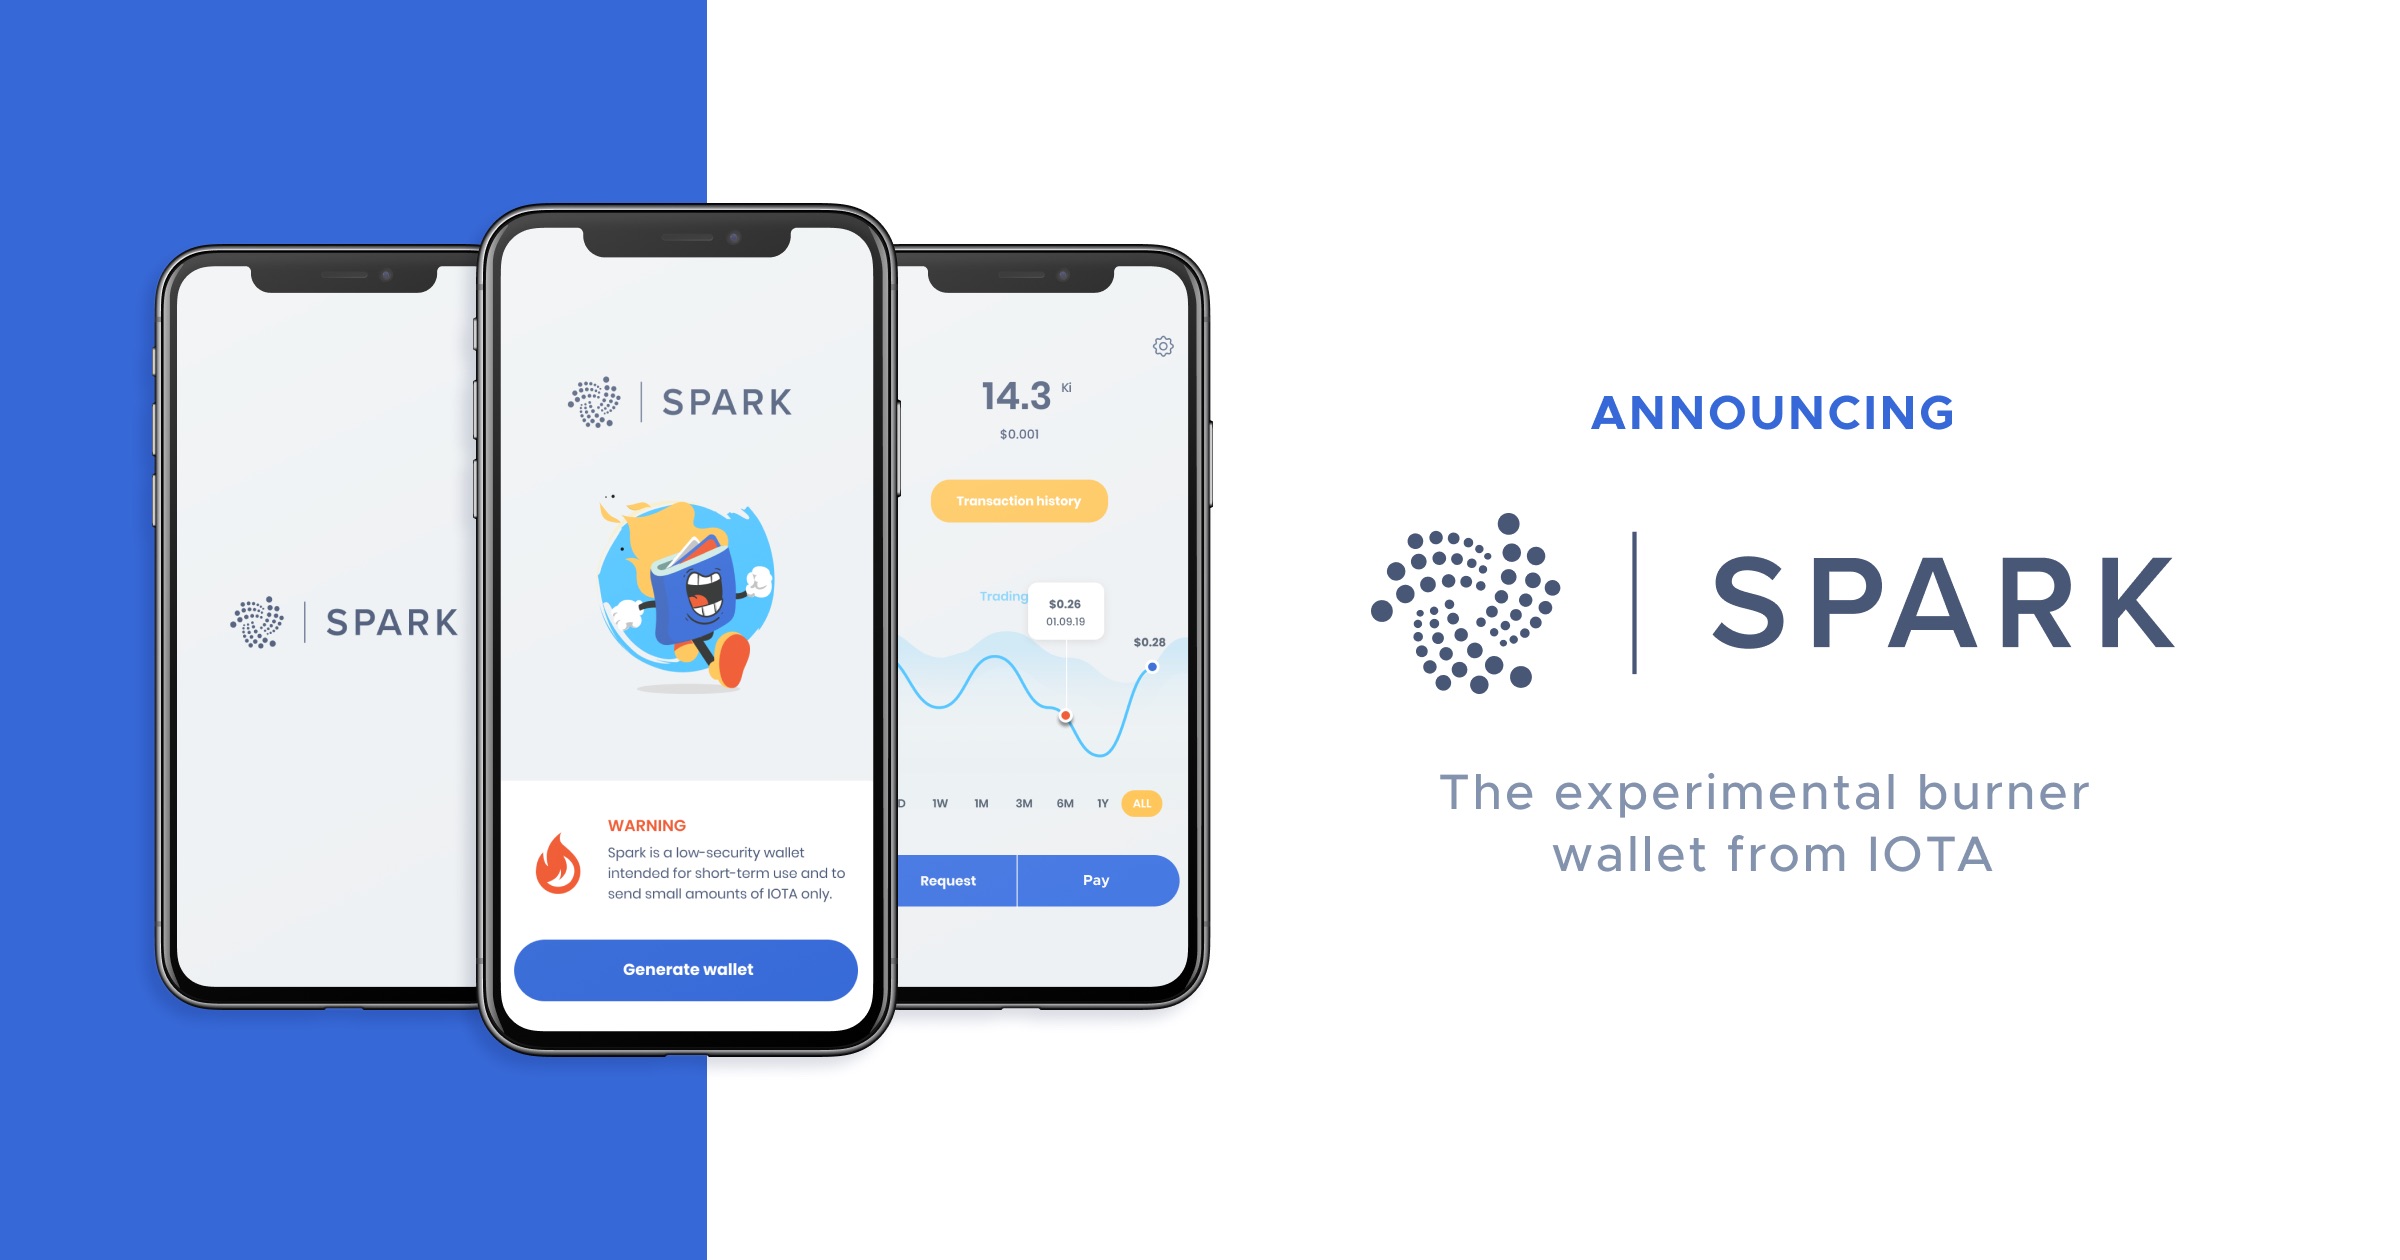 SPARK
SPARK
WARNING
Spark is a low-security wallet
intended for short-term use and to
send small amounts of IOTA only.
Generate wallet
14.3 Ki
$0.001
Transaction history
Trading
$0.26
01.09.19
$0.28
D 1W 1M 3M 6M 1Y ALL
Request Pay
ANNOUNCING
SPARK
The experimental burner
wallet from IOTA